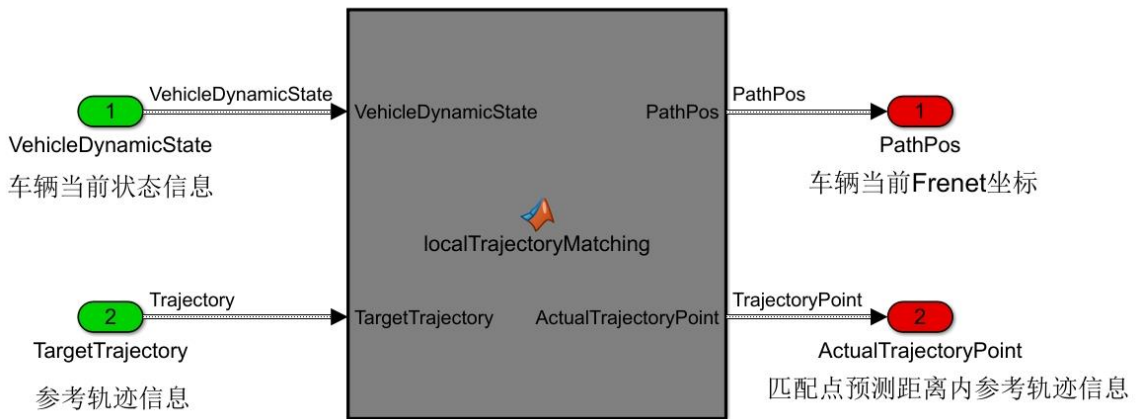 VehicleDynamicState
1
VehicleDynamicState
车辆当前状态信息
Trajectory
2
TargetTrajectory
参考轨迹信息
VehicleDynamicState
PathPos
localTrajectoryMatching
TargetTrajectory
ActualTrajectoryPoint
PathPos
1
PathPos
车辆当前Frenet坐标
TrajectoryPoint
2
ActualTrajectoryPoint
匹配点预测距离内参考轨迹信息